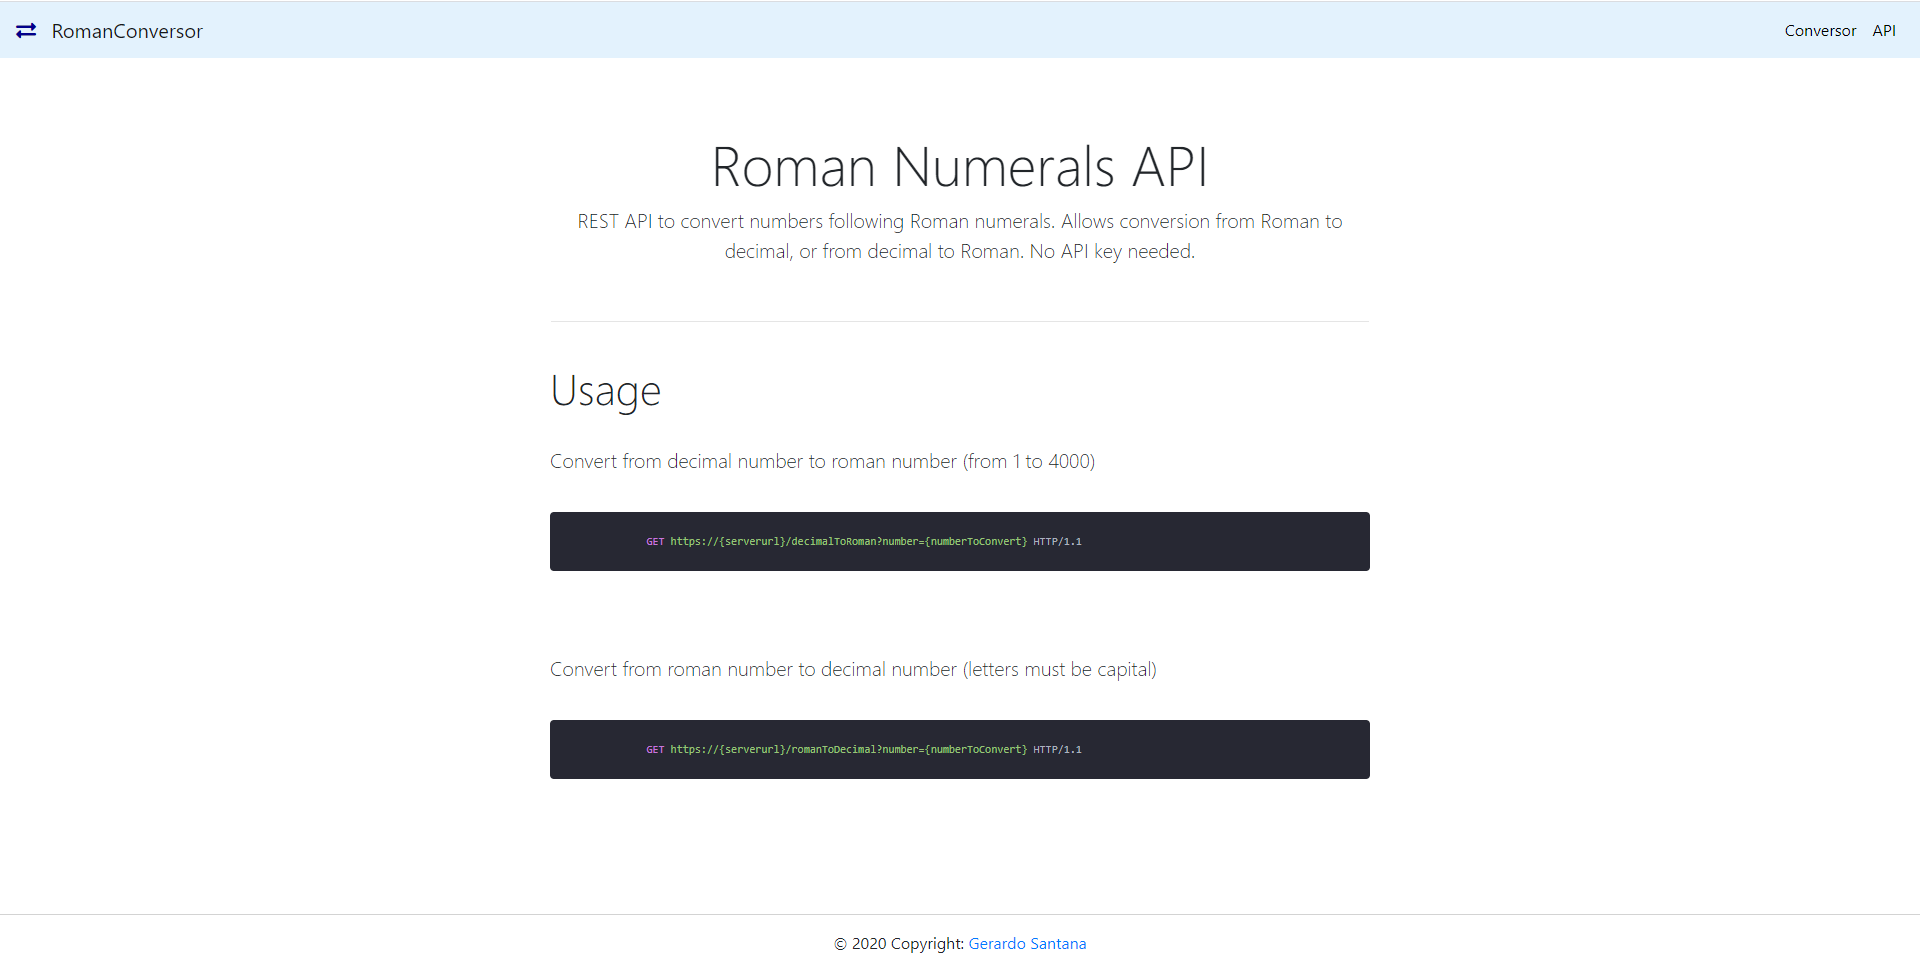 RomanConversor
Conversor API
Roman Numerals API
REST API to convert numbers following Roman numerals. Allows conversion from Roman to
decimal, or from decimal to Roman. No API key needed.
Usage
Convert from decimal number to roman number (from 1 to 4000)
GET https://{serverurl}/decimalToRoman?number={numberToConvert} HTTP/1.1
Convert from roman number to decimal number (letters must be capital)
GET https://{serverurl}/romanToDecimal?number={numberToConvert} HTTP/1.1
© 2020 Copyright: Gerardo Santana